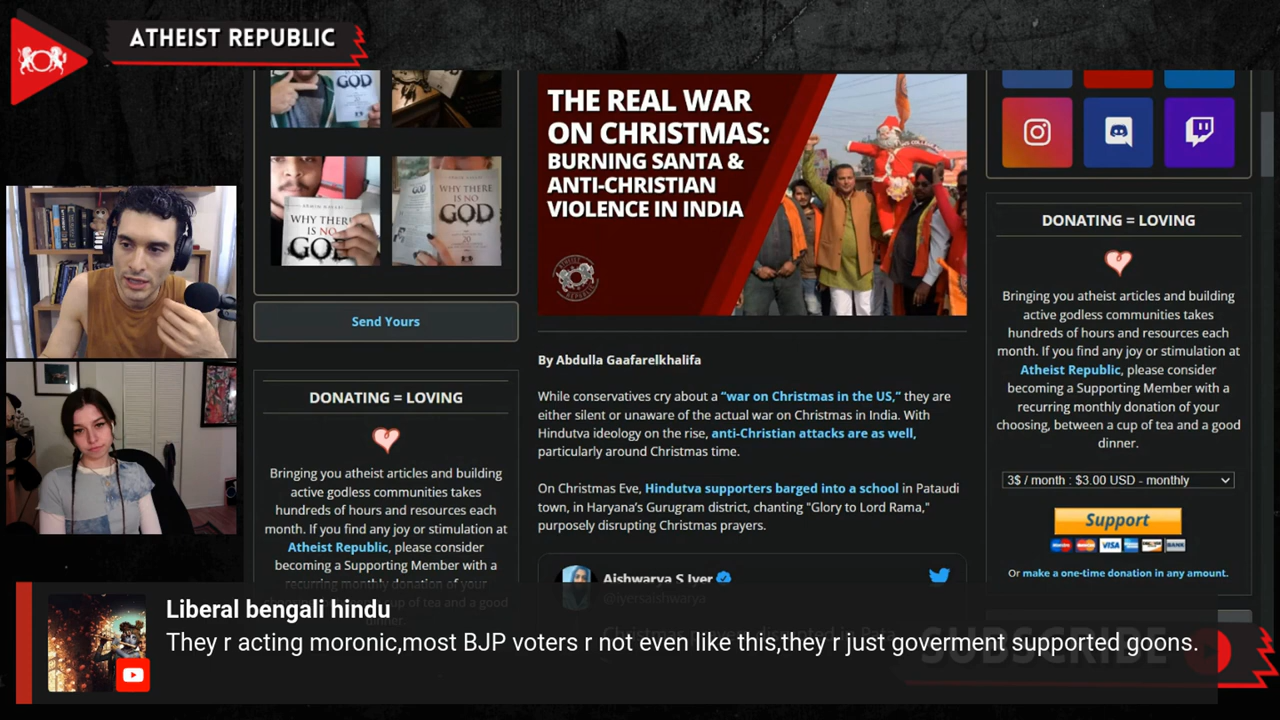 ATHEIST REPUBLIC
GOD
WHY THERE
IS NO
GOD
WHY THERE
IS NO
GOD
Send Yours
DONATING = LOVING
Bringing you atheist articles and building
active godless communities takes
hundreds of hours and resources each
month. If you find any joy or stimulation at
Atheist Republic, please consider
becoming a Supporting Member with a
recurring monthly donation of your
THE REAL WAR
ON CHRISTMAS:
BURNING SANTA &
ANTI-CHRISTIAN
VIOLENCE IN INDIA
By Abdulla Gaafarelkhalifa
While conservatives cry about a “war on Christmas in the US,” they are
either silent or unaware of the actual war on Christmas in India. With
Hindutva ideology on the rise, anti-Christian attacks are as well,
particularly around Christmas time.
On Christmas Eve, Hindutva supporters barged into a school in Pataudi
town, in Haryana’s Gurugram district, chanting "Glory to Lord Rama,"
purposely disrupting Christmas prayers.
Aishwarya S Iyer
@iyersaishwarya
DONATING = LOVING
Bringing you atheist articles and building
active godless communities takes
hundreds of hours and resources each
month. If you find any joy or stimulation at
Atheist Republic, please consider
becoming a Supporting Member with a
recurring monthly donation of your
choosing, between a cup of tea and a good
dinner.
3$ / month : $3.00 USD - monthly
Support
VISA
BANK
Or make a one-time donation in any amount.
SUBSCRIBE
Liberal bengali hindu
They r acting moronic,most BJP voters r not even like this,they r just goverment supported goons.